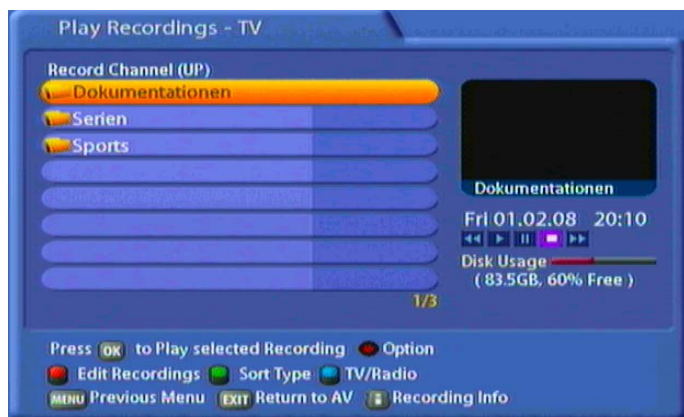 Play Recordings - TV
Record Channel (UP)
Dokumentationen
Serien
Sports
1/3
Dokumentationen
Fri 01.02.08 20:10
Disk Usage
( 83.5GB, 60% Free )
Press OK to Play selected Recording Option
Edit Recordings Sort Type TV/Radio
MENU Previous Menu EXIT Return to AV i Recording Info